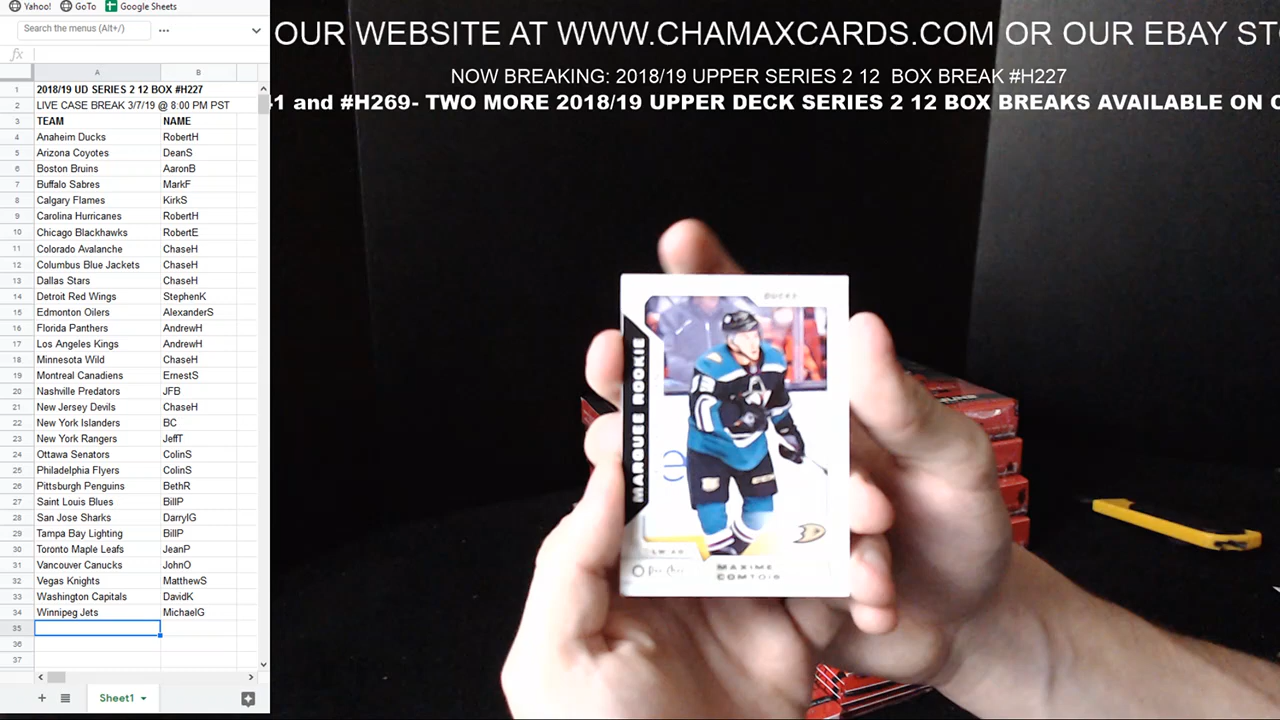 Yahoo! GoTo Google Sheets
Search the menus (Alt+/)
fx
A B
1 2018/19 UD SERIES 2 12 BOX #H227
2 LIVE CASE BREAK 3/7/19 @ 8:00 PM PST
3 TEAM NAME
4 Anaheim Ducks RobertH
5 Arizona Coyotes DeanS
6 Boston Bruins AaronB
7 Buffalo Sabres MarkF
8 Calgary Flames KirkS
9 Carolina Hurricanes RobertH
10 Chicago Blackhawks RobertE
11 Colorado Avalanche ChaseH
12 Columbus Blue Jackets ChaseH
13 Dallas Stars ChaseH
14 Detroit Red Wings StephenK
15 Edmonton Oilers AlexanderS
16 Florida Panthers AndrewH
17 Los Angeles Kings AndrewH
18 Minnesota Wild ChaseH
19 Montreal Canadiens ErnestS
20 Nashville Predators JFB
21 New Jersey Devils ChaseH
22 New York Islanders BC
23 New York Rangers JeffT
24 Ottawa Senators ColinS
25 Philadelphia Flyers ColinS
26 Pittsburgh Penguins BethR
27 Saint Louis Blues BillP
28 San Jose Sharks DarrylG
29 Tampa Bay Lighting BillP
30 Toronto Maple Leafs JeanP
31 Vancouver Canucks JohnO
32 Vegas Knights MatthewS
33 Washington Capitals DavidK
34 Winnipeg Jets MichaelG
35
36
37
Sheet1
OUR WEBSITE AT WWW.CHAMAXCARDS.COM OR OUR EBAY ST
NOW BREAKING: 2018/19 UPPER SERIES 2 12 BOX BREAK #H227
41 and #H269- TWO MORE 2018/19 UPPER DECK SERIES 2 12 BOX BREAKS AVAILABLE ON
DUCKS
MARQUEE ROOKIE
LW-AG
O-Pee-Chee
MAXIME
COMTOIS